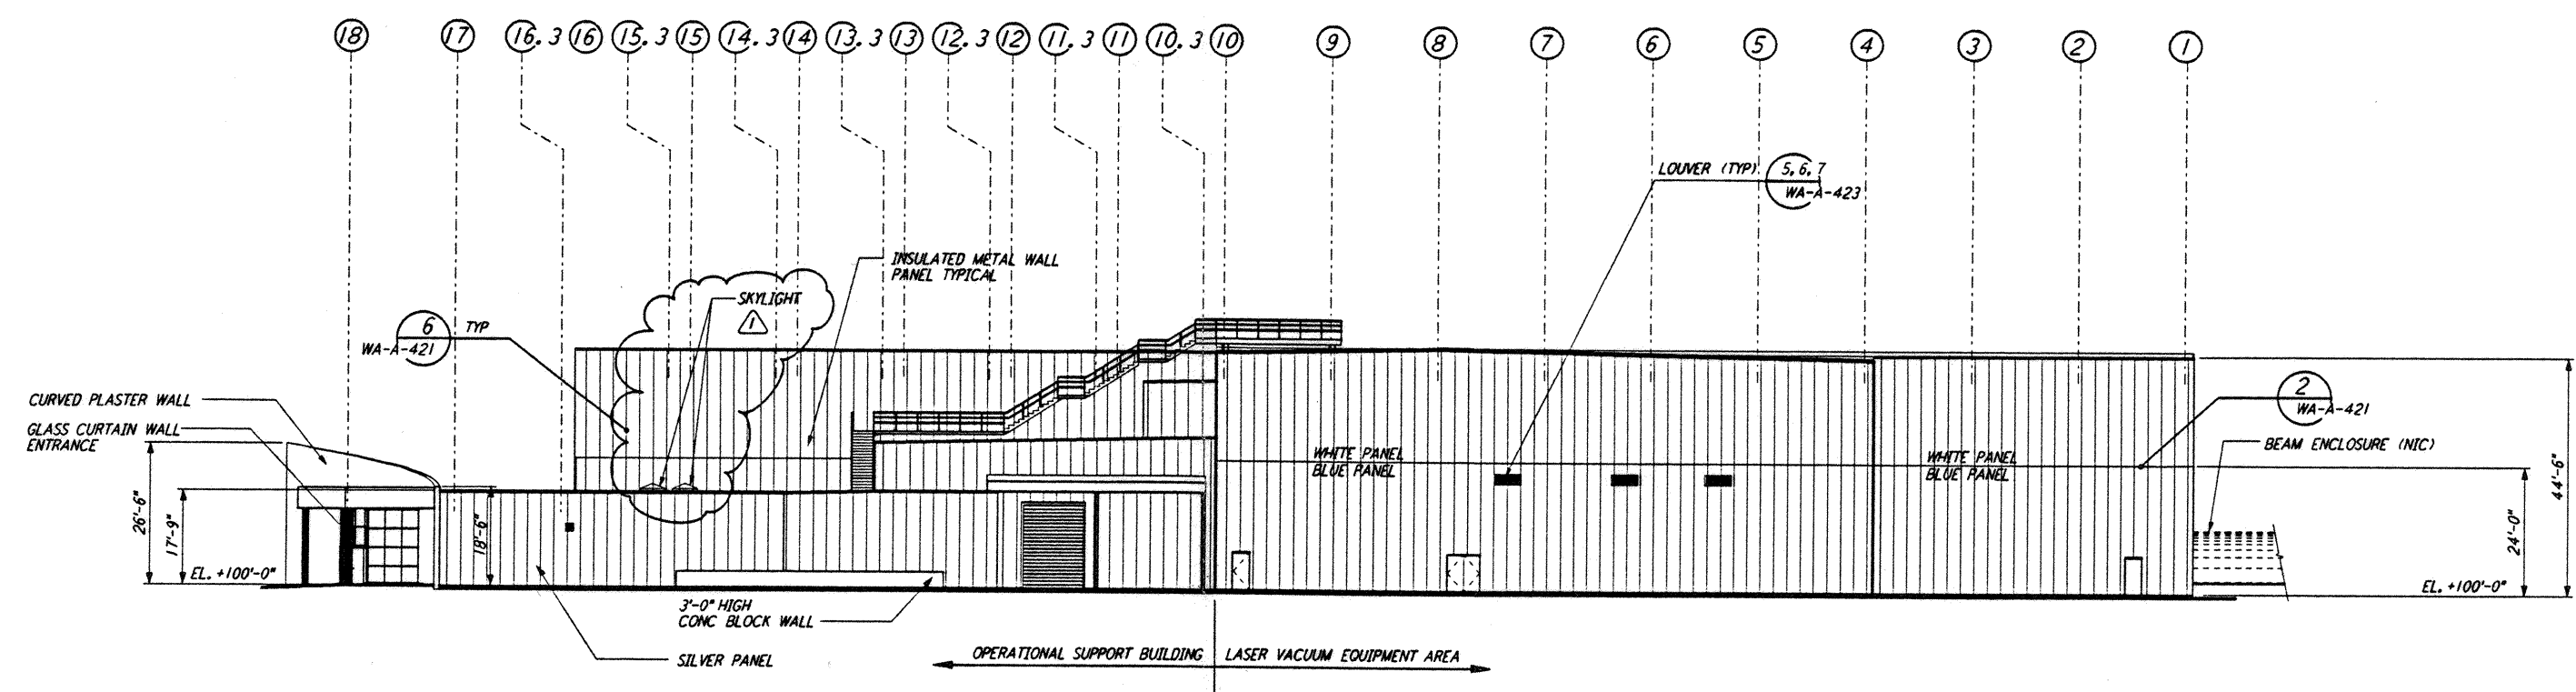 18 17 16.3 16 15.3 15 14.3 14 13.3 13 12.3 12 11.3 11 10.3 10 9 8 7 6 5 4 3 2 1
LOUVER (TYP) 5, 6, 7
WA-A-423
INSULATED METAL WALL
PANEL TYPICAL
SKYLIGHT
1
6 TYP
WA-A-421
2
WA-A-421
CURVED PLASTER WALL
GLASS CURTAIN WALL
ENTRANCE
BEAM ENCLOSURE (NIC)
WHITE PANEL
BLUE PANEL
WHITE PANEL
BLUE PANEL
26'-6"
17'-9"
18'-6"
24'-0"
44'-6"
EL. +100'-0"
EL. +100'-0"
3'-0" HIGH
CONC BLOCK WALL
SILVER PANEL
OPERATIONAL SUPPORT BUILDING
LASER VACUUM EQUIPMENT AREA